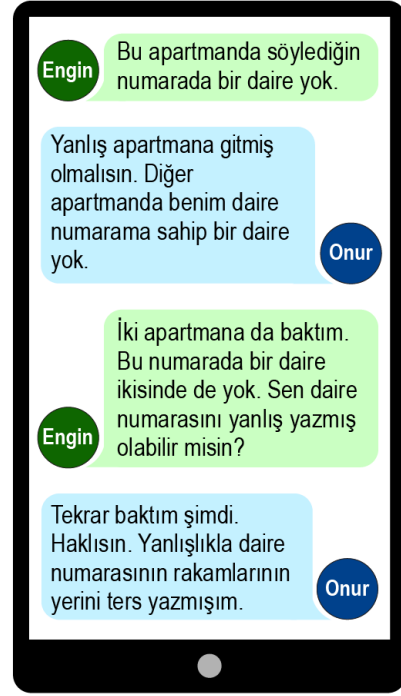 Engin
Bu apartmanda söylediğin
numarada bir daire yok.
Yanlış apartmana gitmiş
olmalısın. Diğer
apartmanda benim daire
numarama sahip bir daire
yok.
Onur
İki apartmana da baktım.
Bu numarada bir daire
ikisinde de yok. Sen daire
numarasını yanlış yazmış
olabilir misin?
Engin
Tekrar baktım şimdi.
Haklısın. Yanlışlıkla daire
numarasının rakamlarının
yerini ters yazmışım.
Onur